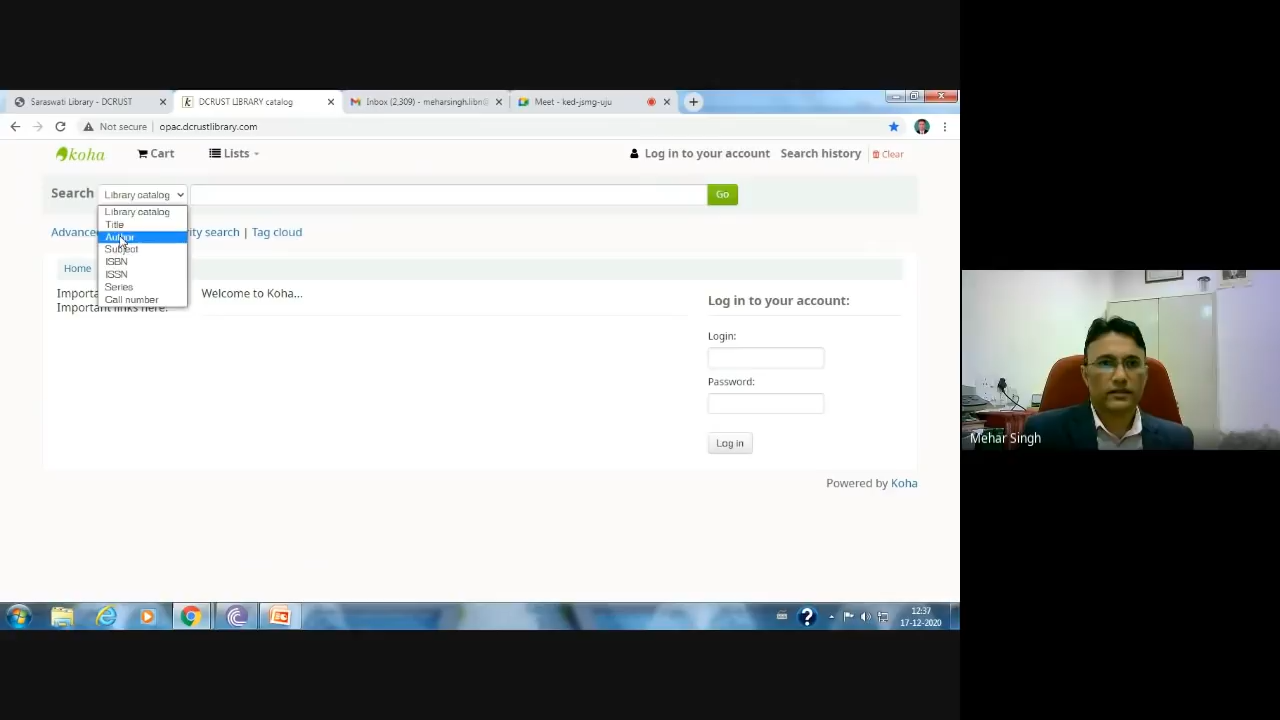 Saraswati Library - DCRUST
DCRUST LIBRARY catalog
Inbox (2,309) - meharsingh.libn@
Meet - ked-jsmg-uju
Not secure | opac.dcrustlibrary.com
koha
Cart
Lists
Log in to your account
Search history
Clear
Search
Library catalog
Go
Library catalog
Title
Author
Subject
ISBN
ISSN
Series
Call number
Advance
ity search | Tag cloud
Home
Importa
Important links here.
Welcome to Koha...
Log in to your account:
Login:
Password:
Log in
Powered by Koha
Mehar Singh
12:37
17-12-2020